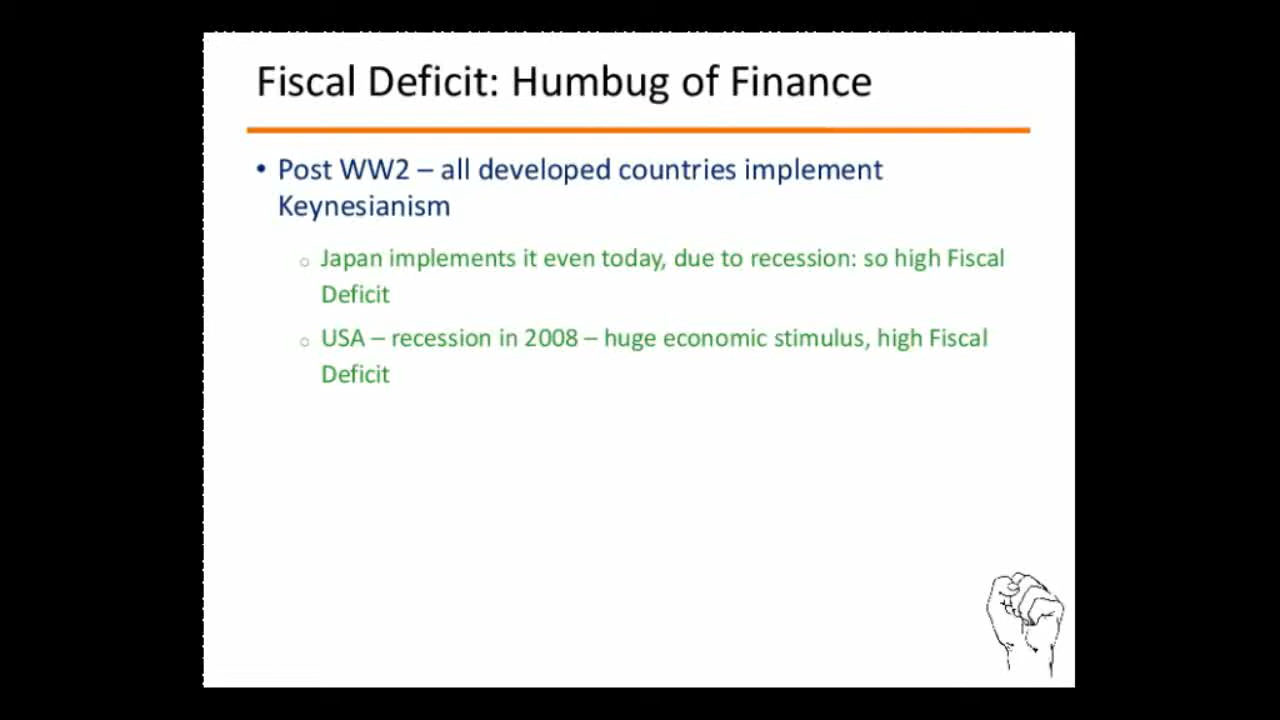 Fiscal Deficit: Humbug of Finance
• Post WW2 – all developed countries implement
Keynesianism
○ Japan implements it even today, due to recession: so high Fiscal
Deficit
○ USA – recession in 2008 – huge economic stimulus, high Fiscal
Deficit